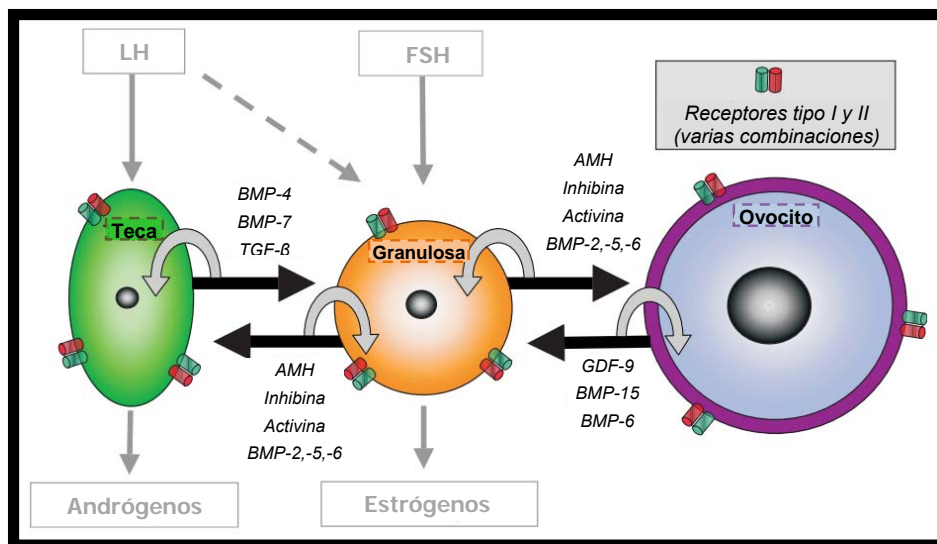 LH
FSH
Receptores tipo I y II
(varias combinaciones)
BMP-4
BMP-7
TGF-ß
AMH
Inhibina
Activina
BMP-2,-5,-6
Teca
Granulosa
Ovocito
AMH
Inhibina
Activina
BMP-2,-5,-6
GDF-9
BMP-15
BMP-6
Andrógenos
Estrógenos